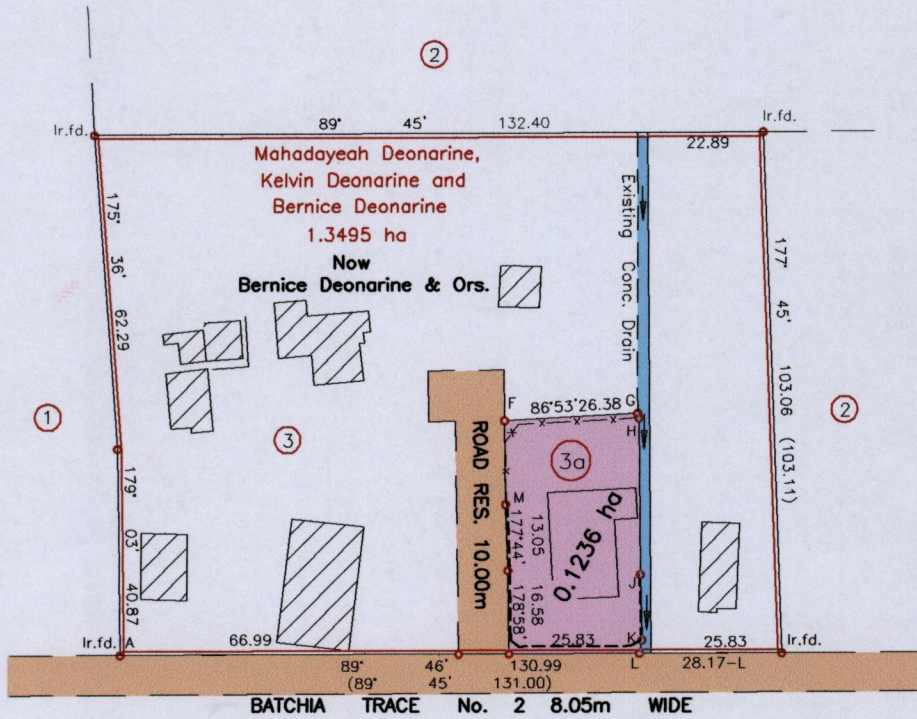 2
Ir.fd.
89° 45' 132.40
Ir.fd.
22.89
Mahadayeah Deonarine,
Kelvin Deonarine and
Bernice Deonarine
1.3495 ha
Now
Bernice Deonarine & Ors.
Existing Conc. Drain
175° 36' 62.29
177° 45' 103.06 (103.11)
1
3
2
F
86°53' 26.38
G
H
3a
ROAD RES. 10.00m
M
177°44' 13.05
0.1236 ha
178°58' 16.58
J
179° 03' 40.87
K
Ir.fd.
A
66.99
25.83
25.83
Ir.fd.
89° 46' 130.99
L
28.17-L
(89° 45' 131.00)
BATCHIA TRACE No. 2 8.05m WIDE